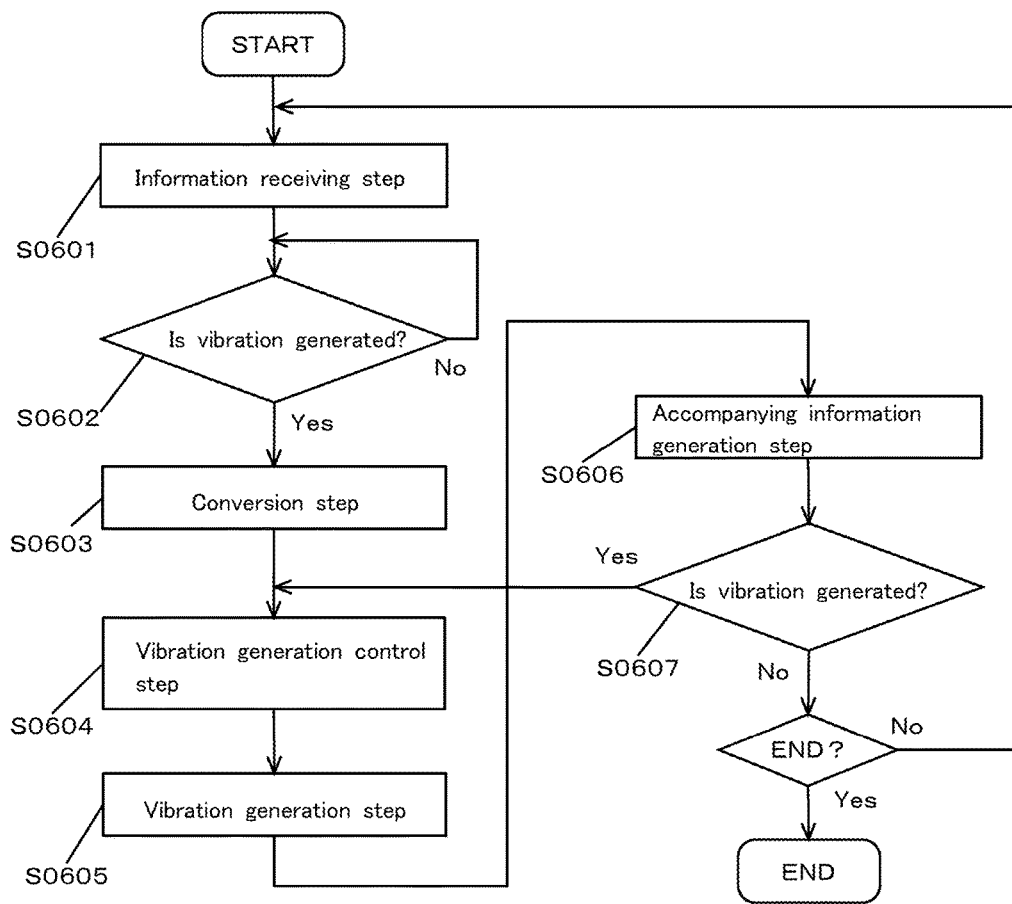 START
Information receiving step
S0601
Is vibration generated?
No
S0602
Yes
Conversion step
S0603
Vibration generation control
step
S0604
Vibration generation step
S0605
Accompanying information
generation step
S0606
Yes
Is vibration generated?
S0607
No
END?
No
Yes
END